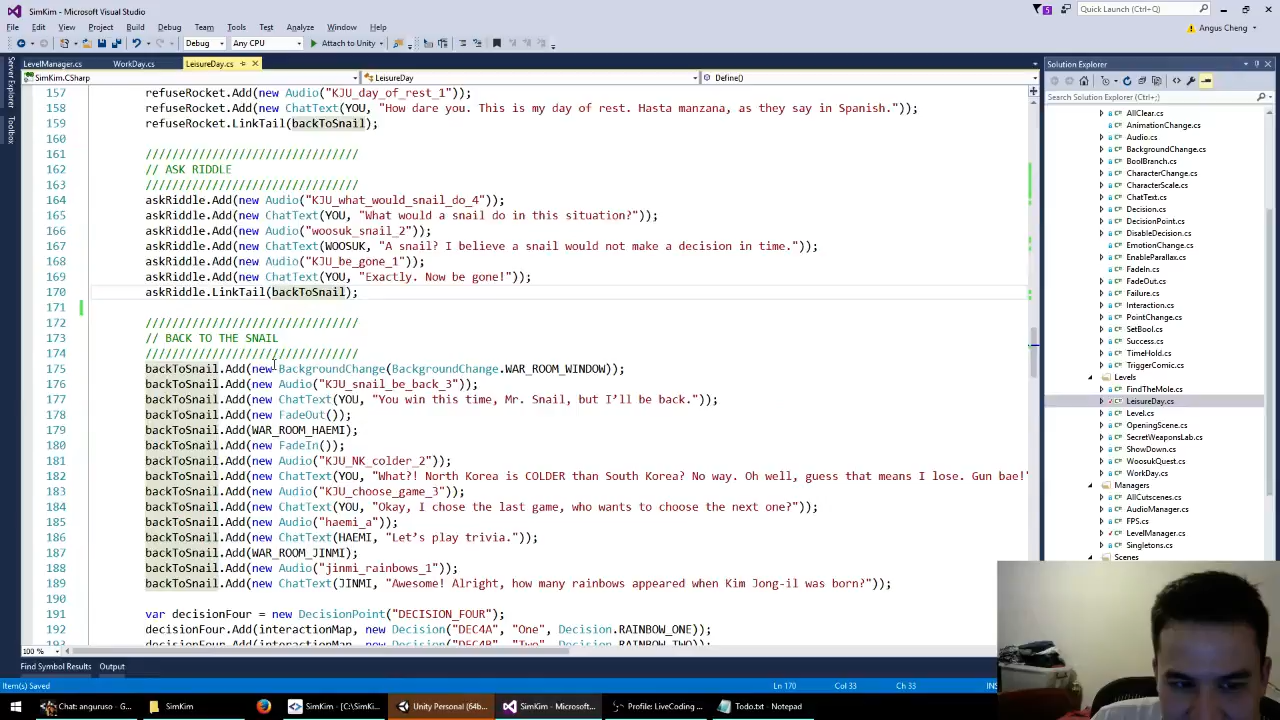 SimKim - Microsoft Visual Studio
5
Quick Launch (Ctrl+Q)
File Edit View Project Build Debug Team Tools Test Analyze Window Help
Angus Cheng
Debug Any CPU Attach to Unity
LevelManager.cs WorkDay.cs LeisureDay.cs
Solution Explorer
SimKim.CSharp LeisureDay Define()
Search Solution Explorer (Ctrl+;)
Server Explorer
Toolbox
157 refuseRocket.Add(new Audio("KJU_day_of_rest_1"));
158 refuseRocket.Add(new ChatText(YOU, "How dare you. This is my day of rest. Hasta manzana, as they say in Spanish."));
159 refuseRocket.LinkTail(backToSnail);
160
161 ////////////////////////////////
162 // ASK RIDDLE
163 ////////////////////////////////
164 askRiddle.Add(new Audio("KJU_what_would_snail_do_4"));
165 askRiddle.Add(new ChatText(YOU, "What would a snail do in this situation?"));
166 askRiddle.Add(new Audio("woosuk_snail_2"));
167 askRiddle.Add(new ChatText(WOOSUK, "A snail? I believe a snail would not make a decision in time."));
168 askRiddle.Add(new Audio("KJU_be_gone_1"));
169 askRiddle.Add(new ChatText(YOU, "Exactly. Now be gone!"));
170 askRiddle.LinkTail(backToSnail);
171
172 ////////////////////////////////
173 // BACK TO THE SNAIL
174 ////////////////////////////////
175 backToSnail.Add(new BackgroundChange(BackgroundChange.WAR_ROOM_WINDOW));
176 backToSnail.Add(new Audio("KJU_snail_be_back_3"));
177 backToSnail.Add(new ChatText(YOU, "You win this time, Mr. Snail, but I’ll be back."));
178 backToSnail.Add(new FadeOut());
179 backToSnail.Add(WAR_ROOM_HAEMI);
180 backToSnail.Add(new FadeIn());
181 backToSnail.Add(new Audio("KJU_NK_colder_2"));
182 backToSnail.Add(new ChatText(YOU, "What?! North Korea is COLDER than South Korea? No way. Oh well, guess that means I lose. Gun bae!"
183 backToSnail.Add(new Audio("KJU_choose_game_3"));
184 backToSnail.Add(new ChatText(YOU, "Okay, I chose the last game, who wants to choose the next one?"));
185 backToSnail.Add(new Audio("haemi_a"));
186 backToSnail.Add(new ChatText(HAEMI, "Let’s play trivia."));
187 backToSnail.Add(WAR_ROOM_JINMI);
188 backToSnail.Add(new Audio("jinmi_rainbows_1"));
189 backToSnail.Add(new ChatText(JINMI, "Awesome! Alright, how many rainbows appeared when Kim Jong-il was born?"));
190
191 var decisionFour = new DecisionPoint("DECISION_FOUR");
192 decisionFour.Add(interactionMap, new Decision("DEC4A", "One", Decision.RAINBOW_ONE));
193 decisionFour.Add(interactionMap, new Decision("DEC4B", "Two", Decision.RAINBOW_TWO));
AllClear.cs
AnimationChange.cs
Audio.cs
BackgroundChange.cs
BoolBranch.cs
CharacterChange.cs
CharacterScale.cs
ChatText.cs
Decision.cs
DecisionPoint.cs
DisableDecision.cs
EmotionChange.cs
EnableParallax.cs
FadeIn.cs
FadeOut.cs
Failure.cs
Interaction.cs
PointChange.cs
SetBool.cs
Success.cs
TimeHold.cs
TriggerComic.cs
Levels
FindTheMole.cs
LeisureDay.cs
Level.cs
OpeningScene.cs
SecretWeaponsLab.cs
ShowDown.cs
WoosukQuest.cs
WorkDay.cs
Managers
AllCutscenes.cs
AudioManager.cs
FPS.cs
LevelManager.cs
Singletons.cs
Scenes
100 %
Find Symbol Results Output
Item(s) Saved Ln 170 Col 33 Ch 33 INS
Chat: anguruso - G... SimKim SimKim - [C:\SimKi... Unity Personal (64b... SimKim - Microsof... Profile: LiveCoding ... Todo.txt - Notepad